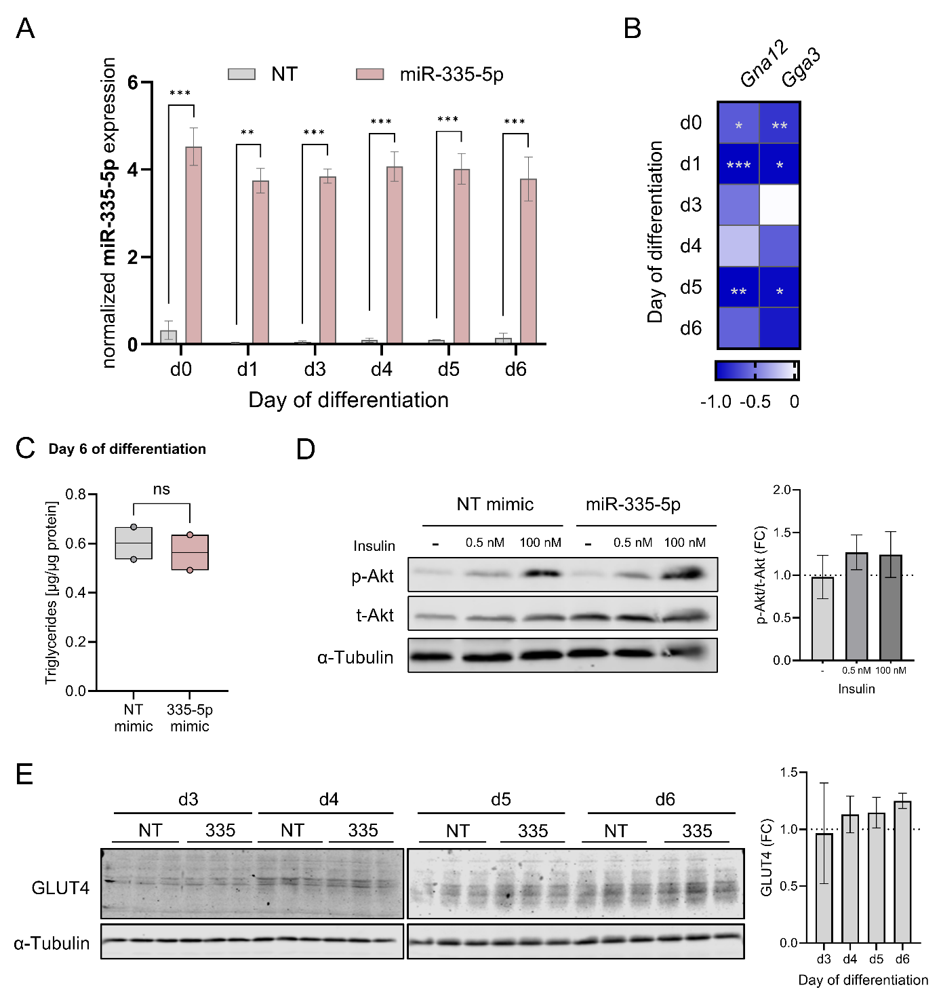 A
NT
miR-335-5p
normalized miR-335-5p expression
6
4
2
0
***
**
***
***
***
***
d0
d1
d3
d4
d5
d6
Day of differentiation
B
Gna12
Gga3
Day of differentiation
d0
* **
d1
*** *
d3
d4
d5
** *
d6
-1.0 -0.5 0
C
Day 6 of differentiation
Triglycerides [µg/µg protein]
0.8
0.6
0.4
0.2
0.0
ns
NT
mimic
335-5p
mimic
D
NT mimic
miR-335-5p
Insulin - 0.5 nM 100 nM - 0.5 nM 100 nM
p-Akt
t-Akt
α-Tubulin
p-Akt/t-Akt (FC)
2.0
1.5
1.0
0.5
0.0
- 0.5 nM 100 nM
Insulin
E
d3 d4 d5 d6
NT 335 NT 335 NT 335 NT 335
GLUT4
α-Tubulin
GLUT4 (FC)
1.5
1.0
0.5
0.0
d3 d4 d5 d6
Day of differentiation